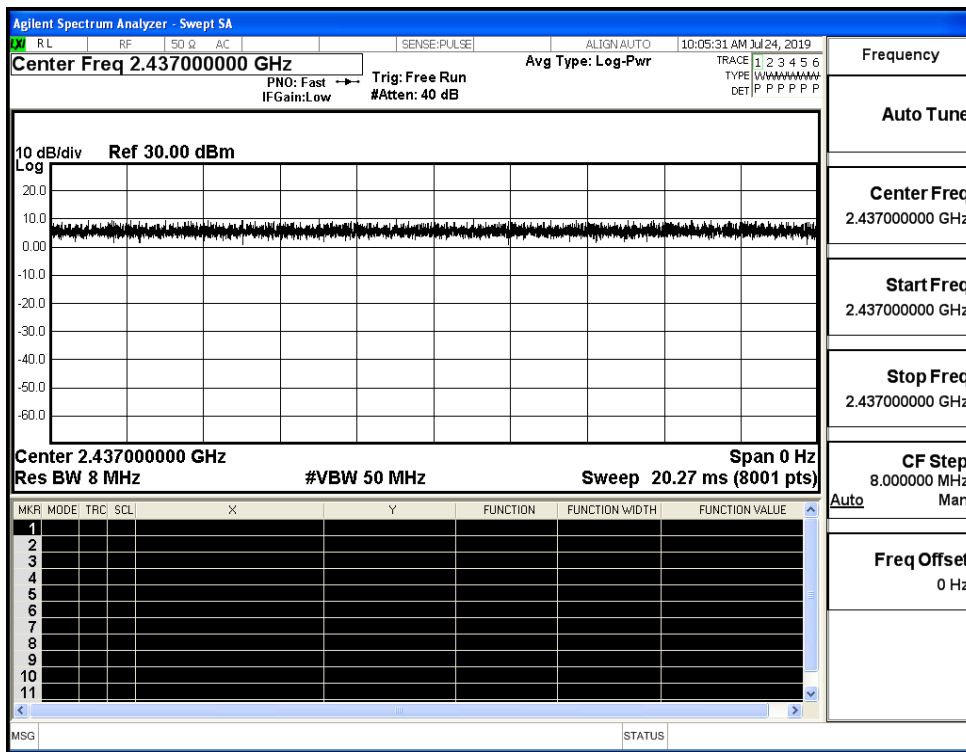 Agilent Spectrum Analyzer - Swept SA
LXI RL RF 50 Ω AC SENSE:PULSE ALIGN AUTO 10:05:31 AM Jul 24, 2019
Center Freq 2.437000000 GHz
PNO: Fast
IFGain:Low
Trig: Free Run
#Atten: 40 dB
Avg Type: Log-Pwr
TRACE 1 2 3 4 5 6
TYPE WWWWWW
DET P P P P P P
10 dB/div Ref 30.00 dBm
Log
20.0
10.0
0.00
-10.0
-20.0
-30.0
-40.0
-50.0
-60.0
Center 2.437000000 GHz Span 0 Hz
Res BW 8 MHz #VBW 50 MHz Sweep 20.27 ms (8001 pts)
MKR MODE TRC SCL X Y FUNCTION FUNCTION WIDTH FUNCTION VALUE
1
2
3
4
5
6
7
8
9
10
11
MSG STATUS
Frequency
Auto Tune
Center Freq
2.437000000 GHz
Start Freq
2.437000000 GHz
Stop Freq
2.437000000 GHz
CF Step
8.000000 MHz
Auto Man
Freq Offset
0 Hz